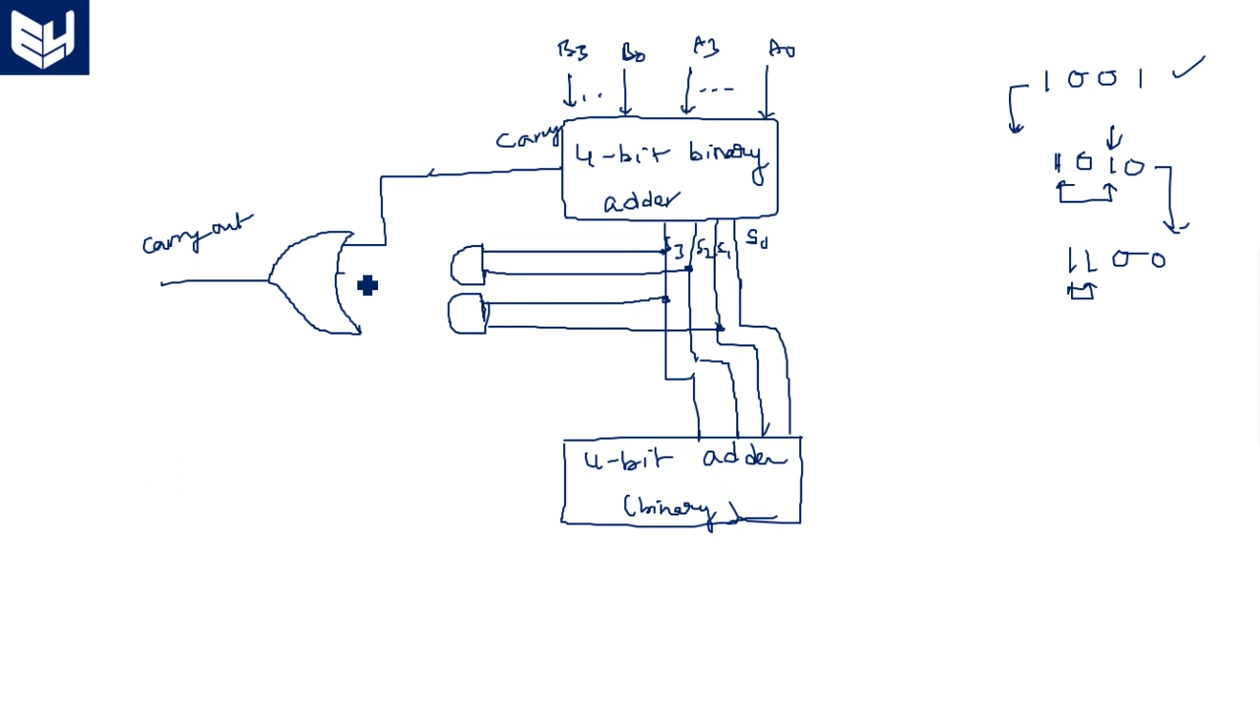 B3 B0 A3 A0
1001
carry
4-bit binary
adder
1010
carry out
S3 S2 S1 S0
1100
4-bit adder
(binary)